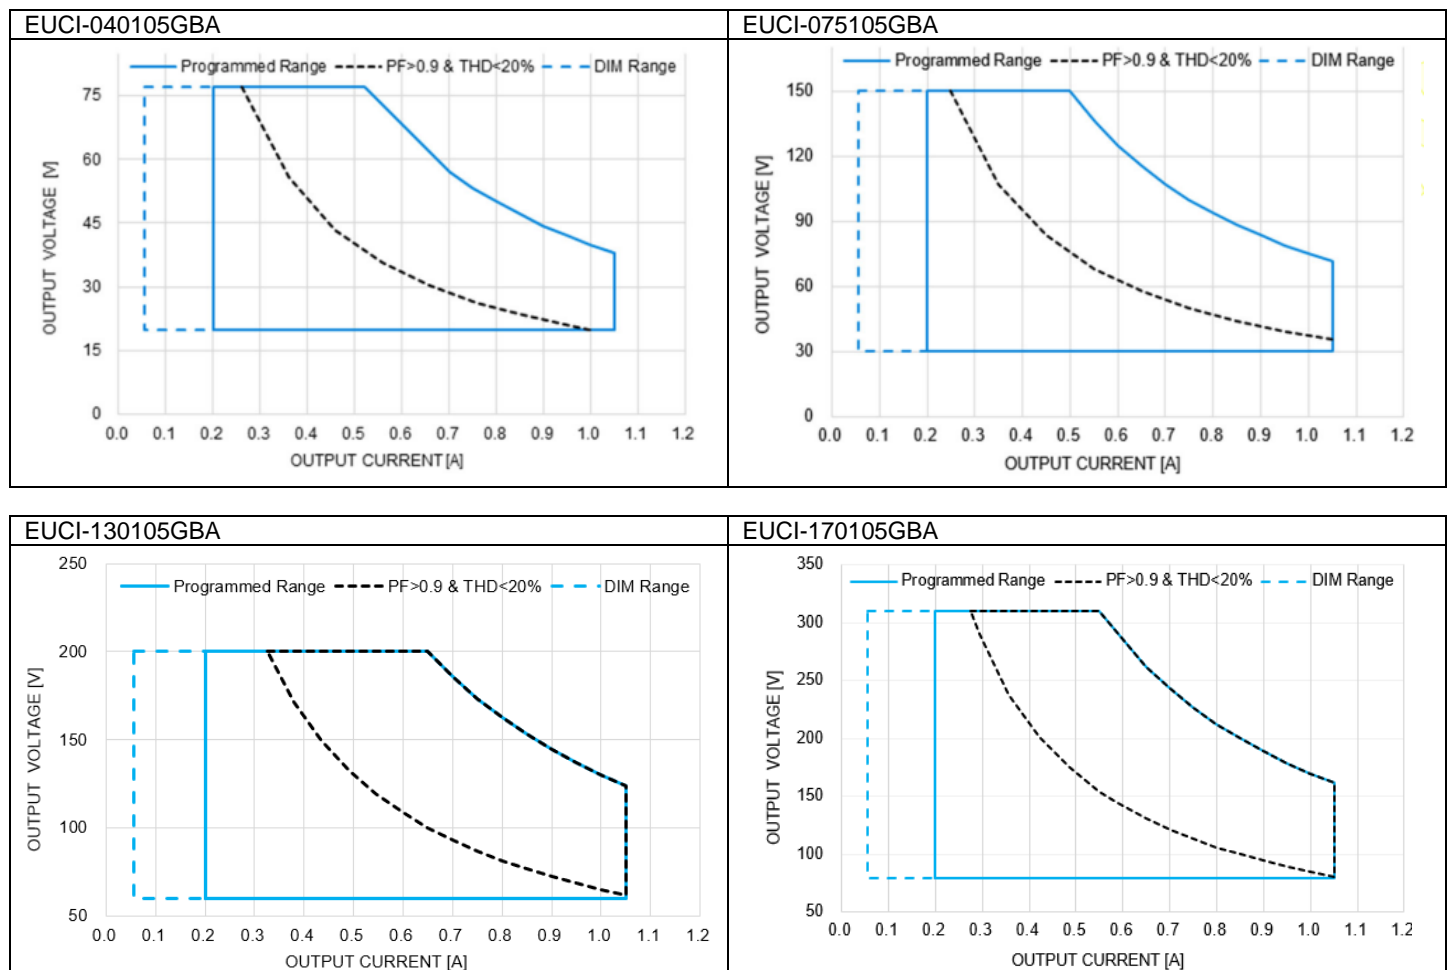 EUCI-040105GBA
Programmed Range PF>0.9 & THD<20% DIM Range
75
60
45
30
15
0
OUTPUT VOLTAGE [V]
0.0 0.1 0.2 0.3 0.4 0.5 0.6 0.7 0.8 0.9 1.0 1.1 1.2
OUTPUT CURRENT [A]
EUCI-075105GBA
Programmed Range PF>0.9 & THD<20% DIM Range
150
120
90
60
30
0
OUTPUT VOLTAGE [V]
0.0 0.1 0.2 0.3 0.4 0.5 0.6 0.7 0.8 0.9 1.0 1.1 1.2
OUTPUT CURRENT [A]
EUCI-130105GBA
250
Programmed Range PF>0.9 & THD<20% DIM Range
200
150
100
50
OUTPUT VOLTAGE [V]
0.0 0.1 0.2 0.3 0.4 0.5 0.6 0.7 0.8 0.9 1.0 1.1 1.2
OUTPUT CURRENT [A]
EUCI-170105GBA
350
Programmed Range PF>0.9 & THD<20% DIM Range
300
250
200
150
100
50
OUTPUT VOLTAGE [V]
0.0 0.1 0.2 0.3 0.4 0.5 0.6 0.7 0.8 0.9 1.0 1.1 1.2
OUTPUT CURRENT [A]